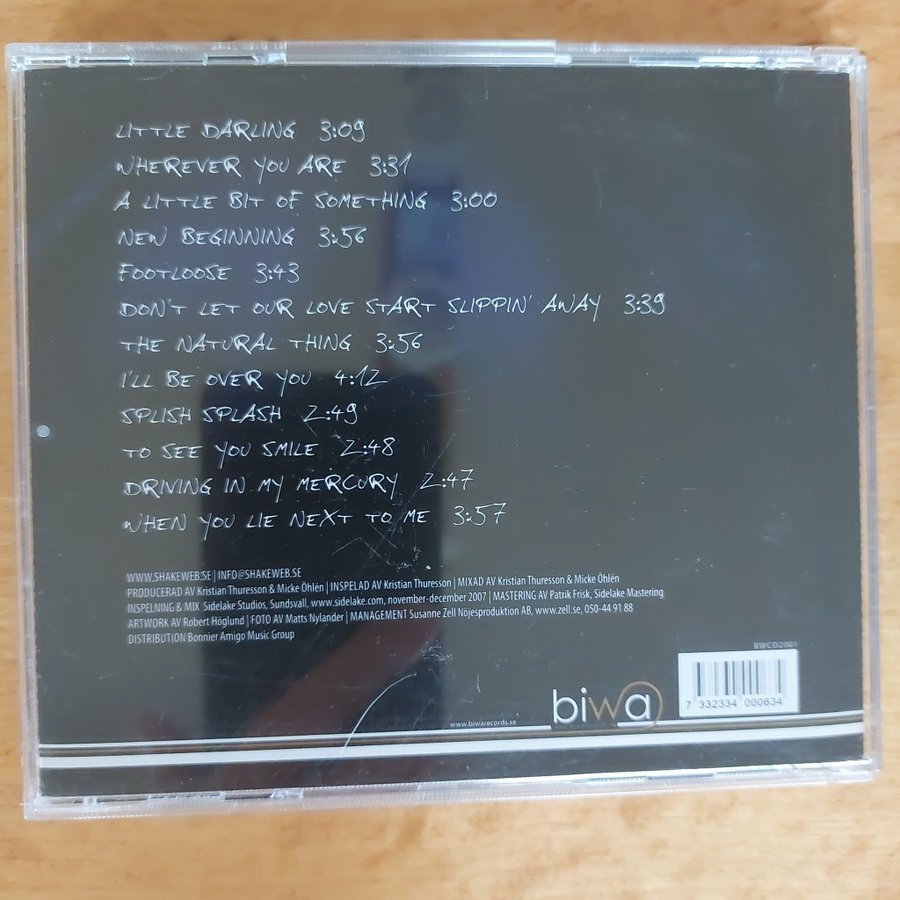 LITTLE DARLING 3:09
WHEREVER YOU ARE 3:31
A LITTLE BIT OF SOMETHING 3:00
NEW BEGINNING 3:56
FOOTLOOSE 3:43
DON'T LET OUR LOVE START SLIPPIN' AWAY 3:39
THE NATURAL THING 3:56
I'LL BE OVER YOU 4:12
SPLISH SPLASH 2:49
TO SEE YOU SMILE 2:48
DRIVING IN MY MERCURY 2:47
WHEN YOU LIE NEXT TO ME 3:57
WWW.SHAKEWEB.SE | INFO@SHAKEWEB.SE
PRODUCERAD AV Kristian Thuresson & Micke Öhlén | INSPELAD AV Kristian Thuresson | MIXAD AV Kristian Thuresson & Micke Öhlén
INSPELNING & MIX Sidelake Studios, Sundsvall, www.sidelake.com, november-december 2007 | MASTERING AV Patrik Frisk, Sidelake Mastering
ARTWORK AV Robert Höglund | FOTO AV Matts Nylander | MANAGEMENT Susanne Zell Nöjesproduktion AB, www.zell.se, 050-44 91 88
DISTRIBUTION Bonnier Amigo Music Group
BWCD2001
www.biwarecords.se
biwa
7 332334 000634